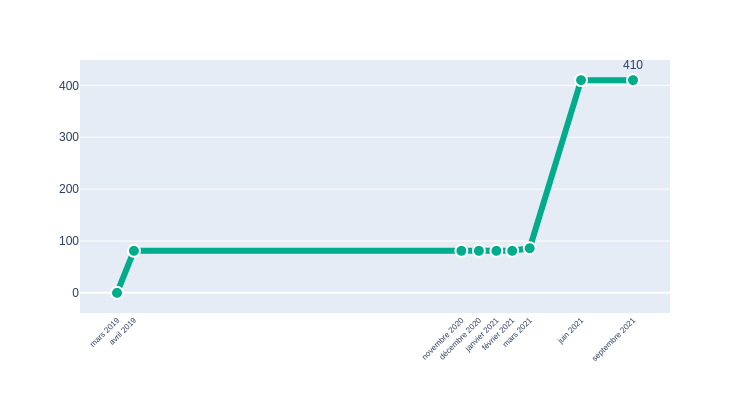 410
400
300
200
100
0
mars 2019
avril 2019
novembre 2020
décembre 2020
janvier 2021
février 2021
mars 2021
juin 2021
septembre 2021